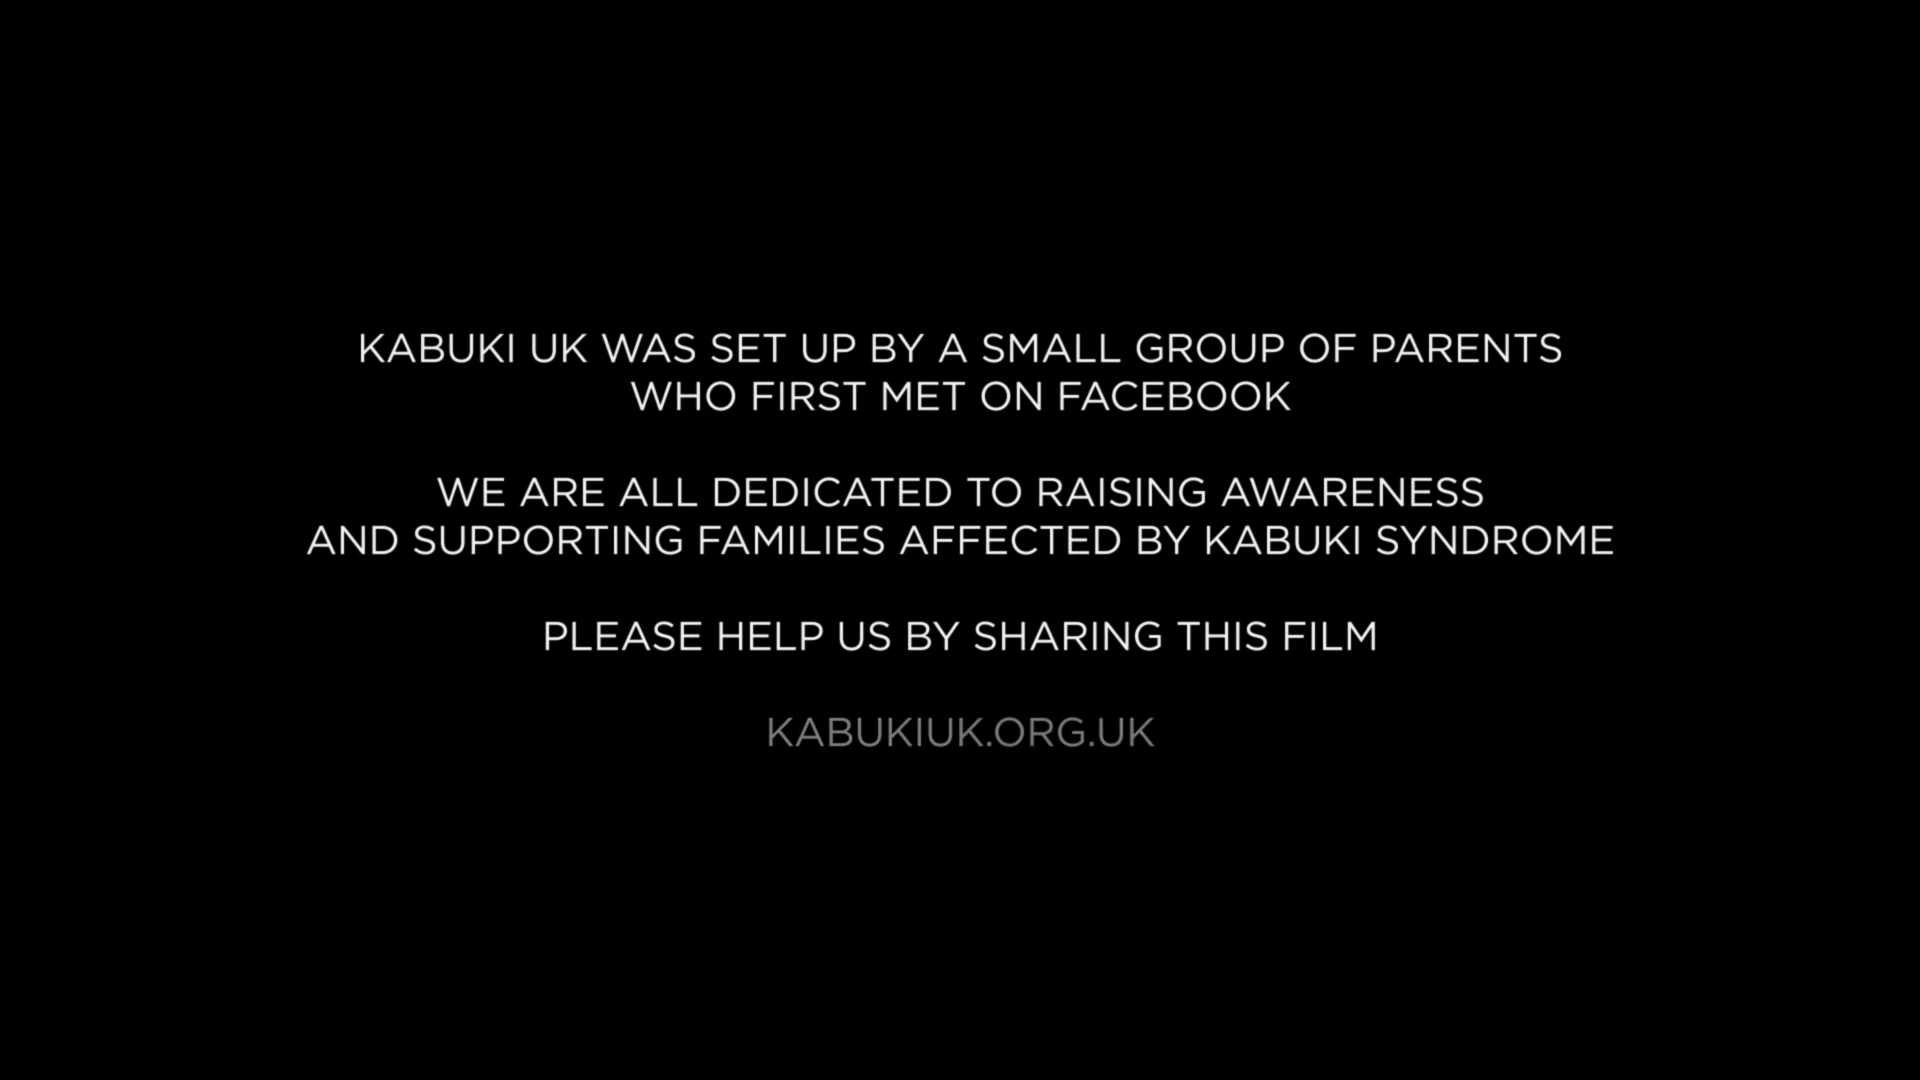 KABUKI UK WAS SET UP BY A SMALL GROUP OF PARENTS
WHO FIRST MET ON FACEBOOK
WE ARE ALL DEDICATED TO RAISING AWARENESS
AND SUPPORTING FAMILIES AFFECTED BY KABUKI SYNDROME
PLEASE HELP US BY SHARING THIS FILM
KABUKIUK.ORG.UK